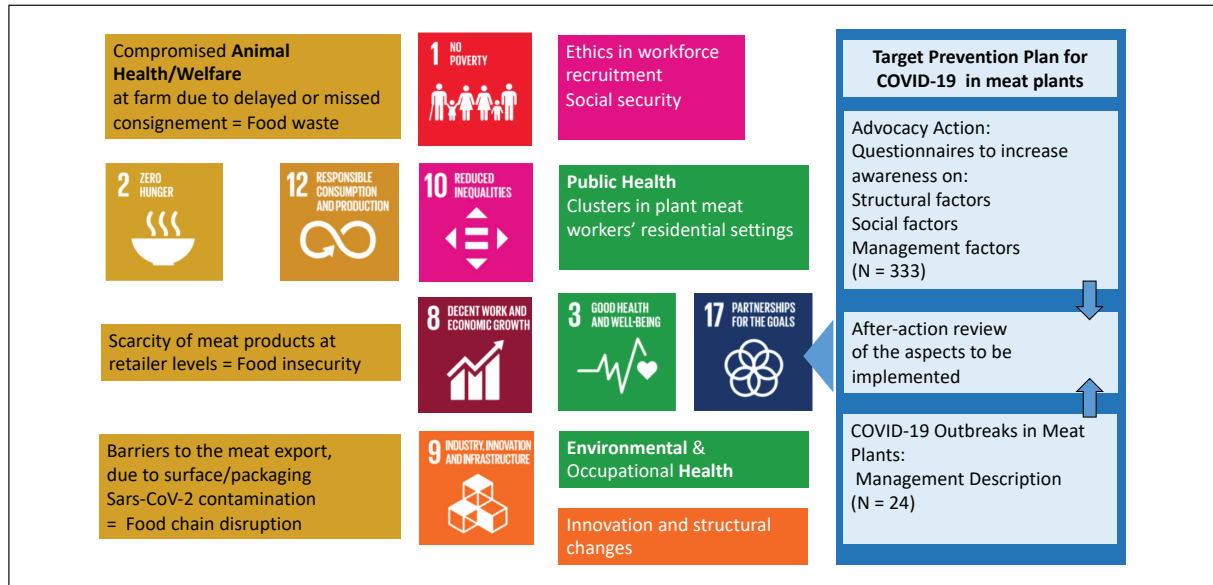 Compromised Animal
Health/Welfare
at farm due to delayed or missed
consignement = Food waste
1 NO
POVERTY
Ethics in workforce
recruitment
Social security
2 ZERO
HUNGER
12 RESPONSIBLE
CONSUMPTION
AND PRODUCTION
10 REDUCED
INEQUALITIES
Public Health
Clusters in plant meat
workers’ residential settings
Scarcity of meat products at
retailer levels = Food insecurity
8 DECENT WORK AND
ECONOMIC GROWTH
3 GOOD HEALTH
AND WELL-BEING
17 PARTNERSHIPS
FOR THE GOALS
Barriers to the meat export,
due to surface/packaging
Sars-CoV-2 contamination
= Food chain disruption
9 INDUSTRY, INNOVATION
AND INFRASTRUCTURE
Environmental &
Occupational Health
Innovation and structural
changes
Target Prevention Plan for
COVID-19 in meat plants
Advocacy Action:
Questionnaires to increase
awareness on:
Structural factors
Social factors
Management factors
(N = 333)
After-action review
of the aspects to be
implemented
COVID-19 Outbreaks in Meat
Plants:
Management Description
(N = 24)